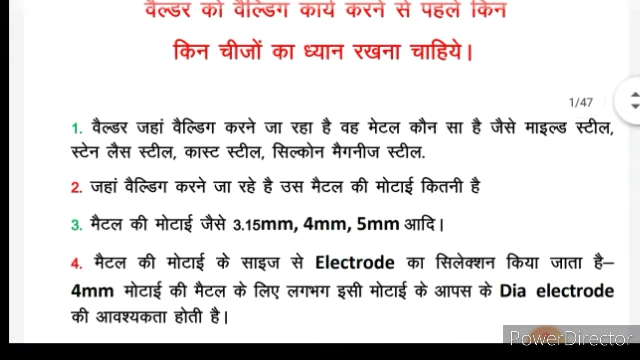 वैल्डर को वैल्डिग कार्य करने से पहले किन
किन चीजों का ध्यान रखना चाहिये।
1/47
1. वैल्डर जहां वैल्डिग करने जा रहा है वह मेटल कौन सा है जैसे माइल्ड स्टील,
स्टेन लैस स्टील, कास्ट स्टील, सिल्कोन मैगनीज स्टील.
2. जहां वैल्डिग करने जा रहे है उस मैटल की मोटाई कितनी है
3. मैटल की मोटाई जैसे 3.15mm, 4mm, 5mm आदि।
4. मैटल की मोटाई के साइज से Electrode का सिलेक्शन किया जाता है–
4mm मोटाई की मैटल के लिए लगभग इसी मोटाई के आपस के Dia electrode
की आवश्यकता होती है।
PowerDirector